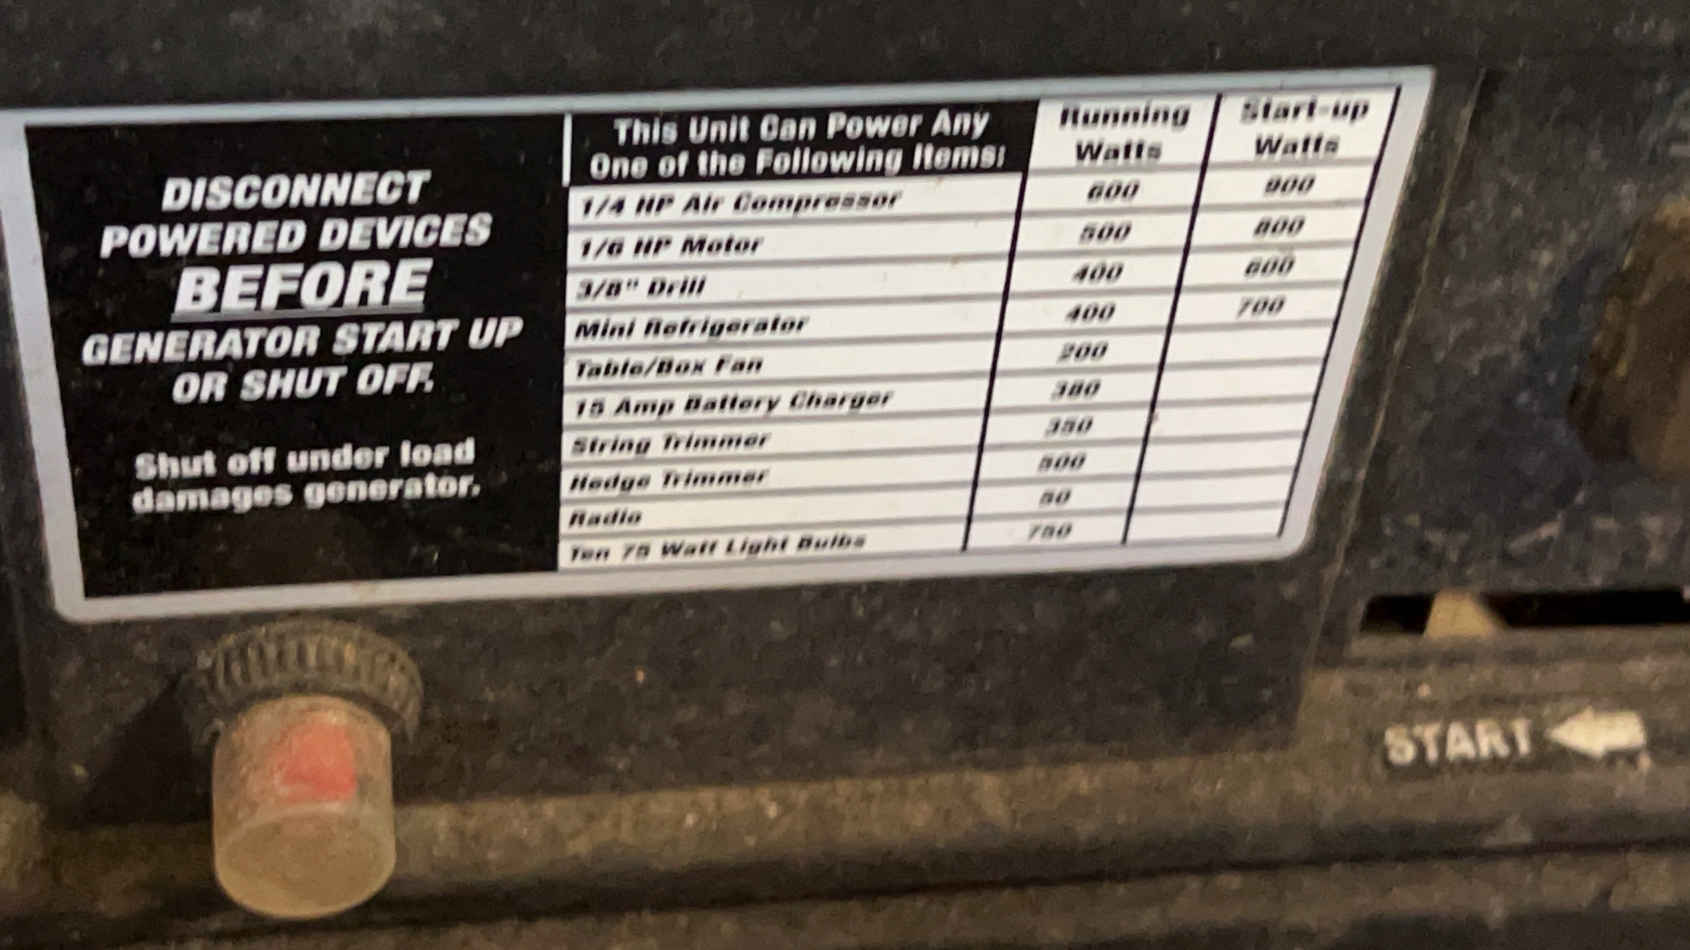 DISCONNECT
POWERED DEVICES
BEFORE
GENERATOR START UP
OR SHUT OFF.
Shut off under load
damages generator.
This Unit Can Power Any
One of the Following Items:
Running
Watts
Start-up
Watts
1/4 HP Air Compressor 600 900
1/6 HP Motor 500 800
3/8" Drill 400 600
Mini Refrigerator 400 700
Table/Box Fan 200
15 Amp Battery Charger 380
String Trimmer 350
Hedge Trimmer 500
Radio 50
Ten 75 Watt Light Bulbs 750
START